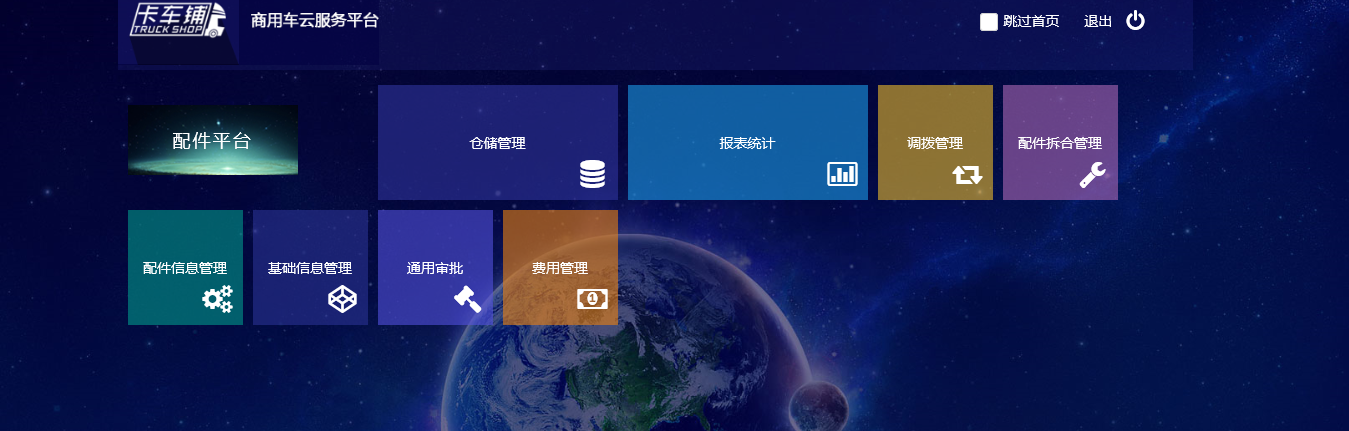 卡车铺
TRUCK SHOP
商用车云服务平台
跳过首页
退出
配件平台
仓储管理
报表统计
调拨管理
配件拆合管理
配件信息管理
基础信息管理
通用审批
费用管理
1